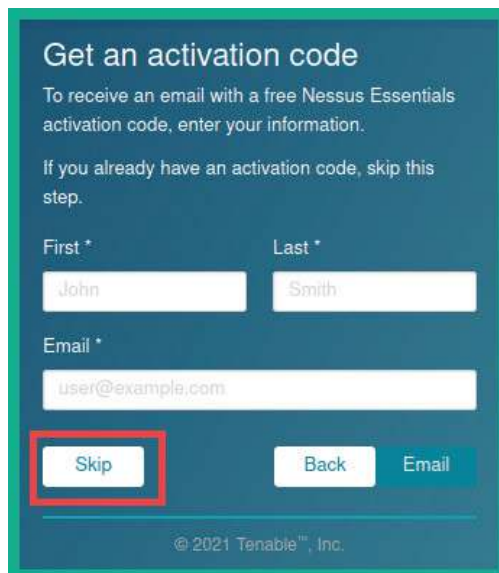 Get an activation code
To receive an email with a free Nessus Essentials
activation code, enter your information.
If you already have an activation code, skip this
step.
First * Last *
John Smith
Email *
user@example.com
Skip Back Email
© 2021 Tenable™, Inc.